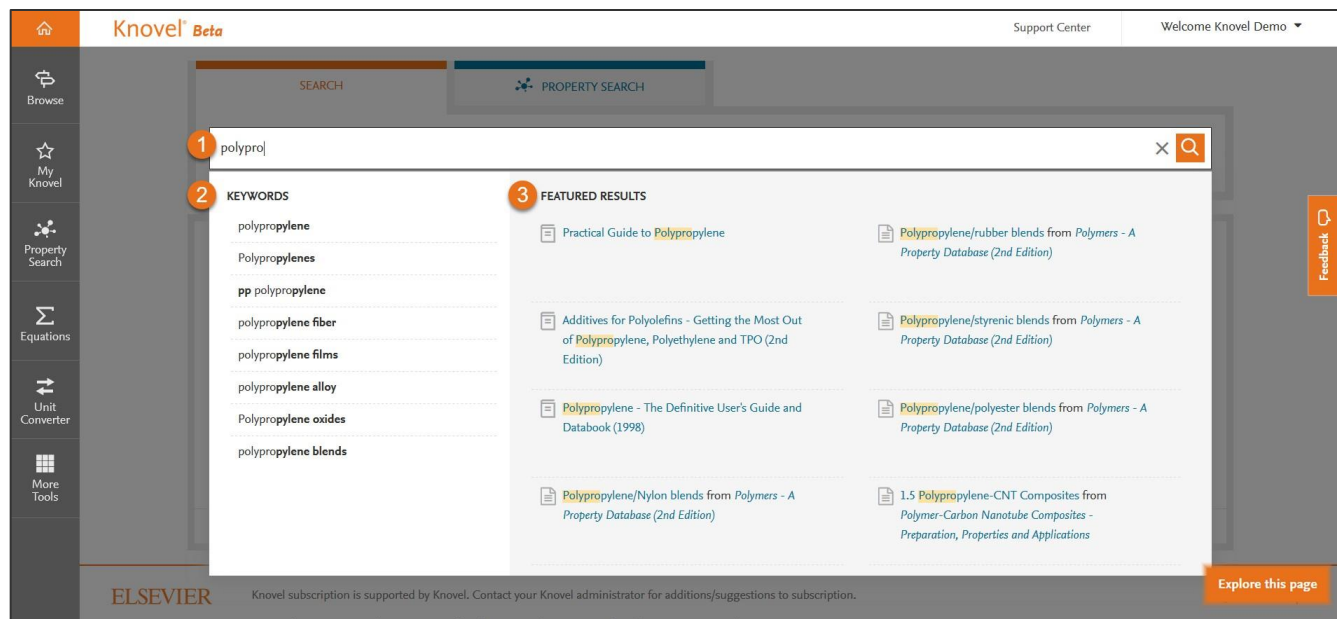 Knovel® Beta
Support Center
Welcome Knovel Demo
Browse
My
Knovel
Property
Search
Equations
Unit
Converter
More
Tools
SEARCH
PROPERTY SEARCH
1
polypro
2
KEYWORDS
polypropylene
Polypropylenes
pp polypropylene
polypropylene fiber
polypropylene films
polypropylene alloy
Polypropylene oxides
polypropylene blends
3
FEATURED RESULTS
Practical Guide to Polypropylene
Additives for Polyolefins - Getting the Most Out
of Polypropylene, Polyethylene and TPO (2nd
Edition)
Polypropylene - The Definitive User's Guide and
Databook (1998)
Polypropylene/Nylon blends from Polymers - A
Property Database (2nd Edition)
Polypropylene/rubber blends from Polymers - A
Property Database (2nd Edition)
Polypropylene/styrenic blends from Polymers - A
Property Database (2nd Edition)
Polypropylene/polyester blends from Polymers - A
Property Database (2nd Edition)
1.5 Polypropylene-CNT Composites from
Polymer-Carbon Nanotube Composites -
Preparation, Properties and Applications
Feedback
Explore this page
ELSEVIER
Knovel subscription is supported by Knovel. Contact your Knovel administrator for additions/suggestions to subscription.